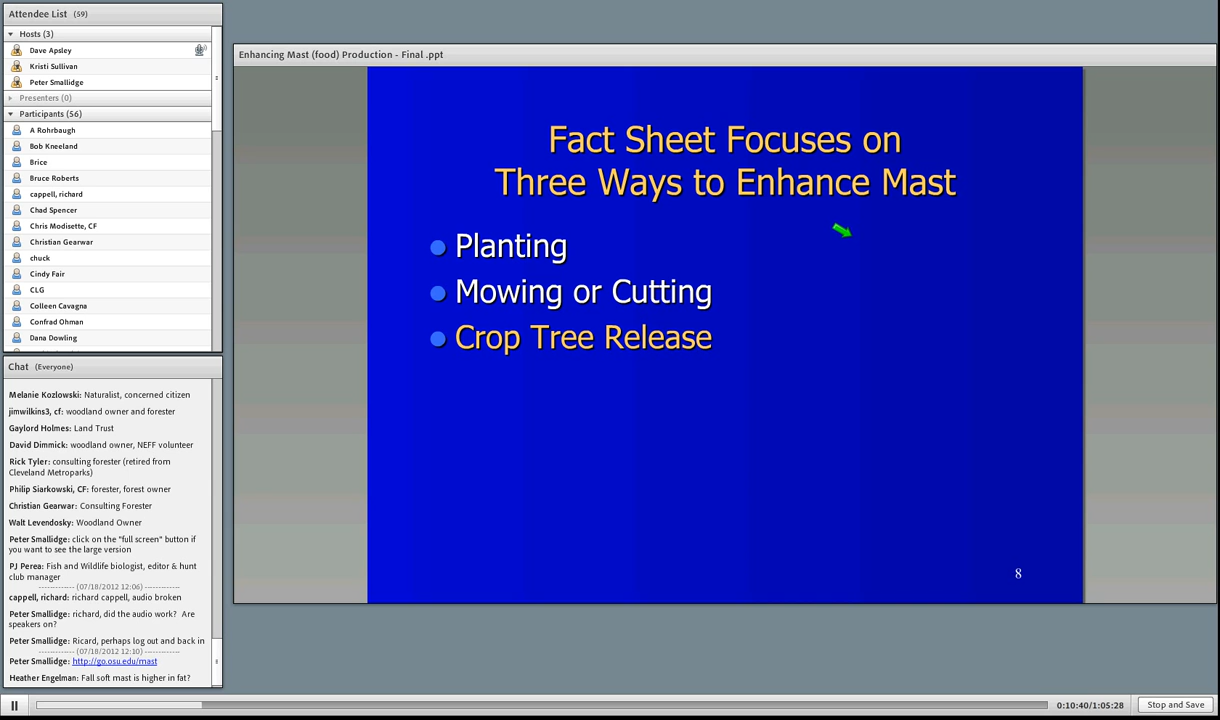 Attendee List (59)
Hosts (3)
Dave Apsley
Kristi Sullivan
Peter Smallidge
Presenters (0)
Participants (56)
A Rohrbaugh
Bob Kneeland
Brice
Bruce Roberts
cappell, richard
Chad Spencer
Chris Modisette, CF
Christian Gearwar
chuck
Cindy Fair
CLG
Colleen Cavagna
Confrad Ohman
Dana Dowling
Chat (Everyone)
Melanie Kozlowski: Naturalist, concerned citizen
jimwilkins3, cf: woodland owner and forester
Gaylord Holmes: Land Trust
David Dimmick: woodland owner, NEFF volunteer
Rick Tyler: consulting forester (retired from
Cleveland Metroparks)
Philip Siarkowski, CF: forester, forest owner
Christian Gearwar: Consulting Forester
Walt Levendosky: Woodland Owner
Peter Smallidge: click on the "full screen" button if
you want to see the large version
PJ Perea: Fish and Wildlife biologist, editor & hunt
club manager
------------- (07/18/2012 12:06) -------------
cappell, richard: richard cappell, audio broken
Peter Smallidge: richard, did the audio work? Are
speakers on?
Peter Smallidge: Ricard, perhaps log out and back in
------------- (07/18/2012 12:10) -------------
Peter Smallidge: http://go.osu.edu/mast
Heather Engelman: Fall soft mast is higher in fat?
Enhancing Mast (food) Production - Final .ppt
Fact Sheet Focuses on
Three Ways to Enhance Mast
Planting
Mowing or Cutting
Crop Tree Release
8
0:10:40/1:05:28
Stop and Save